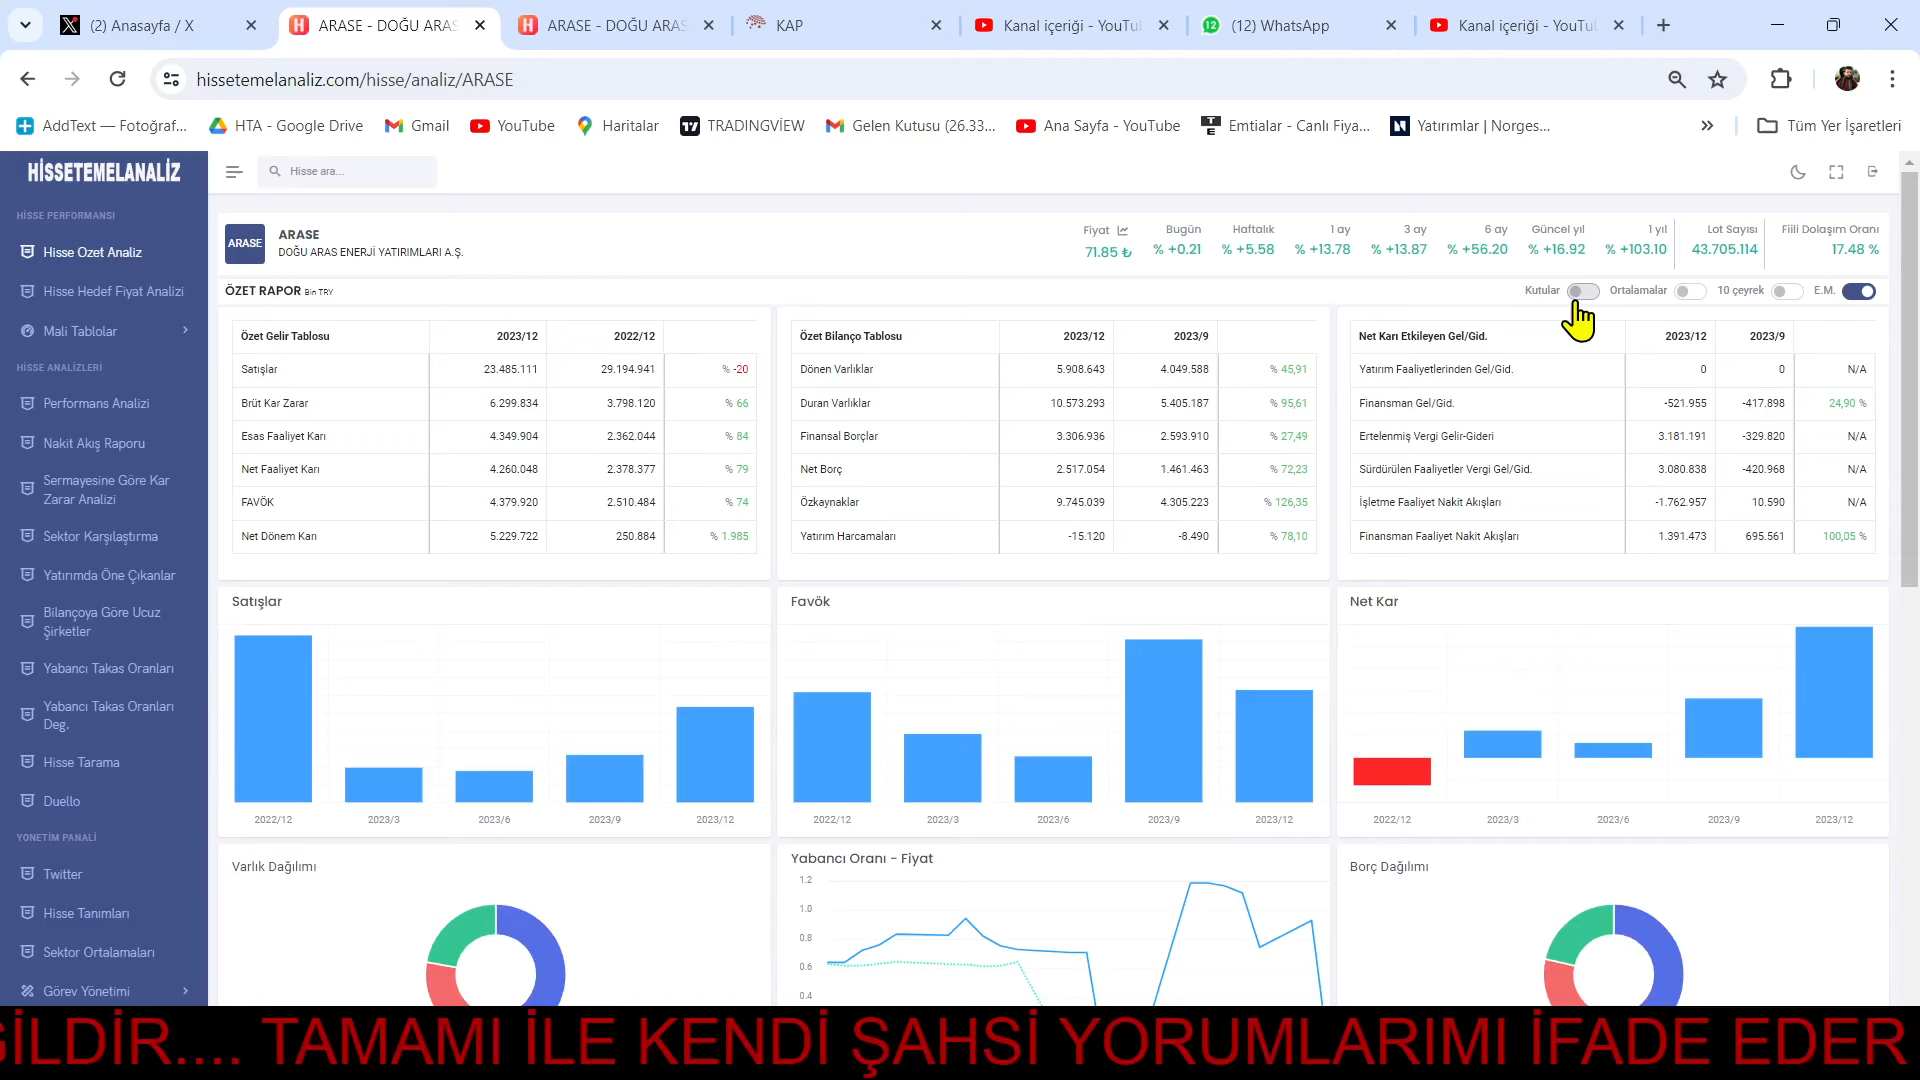 (2) Anasayfa / X
ARASE - DOĞU ARAS
ARASE - DOĞU ARAS
KAP
Kanal içeriği - YouTu
(12) WhatsApp
Kanal içeriği - YouTu
hissetemelanaliz.com/hisse/analiz/ARASE
AddText — Fotoğraf...
HTA - Google Drive
Gmail
YouTube
Haritalar
TRADINGVİEW
Gelen Kutusu (26.33...
Ana Sayfa - YouTube
Emtialar - Canlı Fiya...
Yatırımlar | Norges...
Tüm Yer İşaretleri
HİSSETEMELANALİZ
Hisse ara...
HİSSE PERFORMANSI
Hisse Ozet Analiz
Hisse Hedef Fiyat Analizi
Mali Tablolar
HİSSE ANALİZLERİ
Performans Analizi
Nakit Akış Raporu
Sermayesine Göre Kar
Zarar Analizi
Sektor Karşılaştırma
Yatırımda Öne Çıkanlar
Bilançoya Göre Ucuz
Şirketler
Yabancı Takas Oranları
Yabancı Takas Oranları
Deg.
Hisse Tarama
Duello
YONETİM PANALİ
Twitter
Hisse Tanımları
Sektor Ortalamaları
Görev Yönetimi
ARASE
ARASE
DOĞU ARAS ENERJİ YATIRIMLARI A.Ş.
Fiyat Bugün Haftalık 1 ay 3 ay 6 ay Güncel yıl 1 yıl Lot Sayısı Fiili Dolaşım Oranı
71.85 ₺ % +0.21 % +5.58 % +13.78 % +13.87 % +56.20 % +16.92 % +103.10 43.705.114 17.48 %
ÖZET RAPOR Bin TRY
Kutular Ortalamalar 10 çeyrek E.M.
Özet Gelir Tablosu 2023/12 2022/12
Satışlar 23.485.111 29.194.941 % -20
Brüt Kar Zarar 6.299.834 3.798.120 % 66
Esas Faaliyet Karı 4.349.904 2.362.044 % 84
Net Faaliyet Karı 4.260.048 2.378.377 % 79
FAVÖK 4.379.920 2.510.484 % 74
Net Dönem Karı 5.229.722 250.884 % 1.985
Özet Bilanço Tablosu 2023/12 2023/9
Dönen Varlıklar 5.908.643 4.049.588 % 45,91
Duran Varlıklar 10.573.293 5.405.187 % 95,61
Finansal Borçlar 3.306.936 2.593.910 % 27,49
Net Borç 2.517.054 1.461.463 % 72,23
Özkaynaklar 9.745.039 4.305.223 % 126,35
Yatırım Harcamaları -15.120 -8.490 % 78,10
Net Karı Etkileyen Gel/Gid. 2023/12 2023/9
Yatırım Faaliyetlerinden Gel/Gid. 0 0 N/A
Finansman Gel/Gid. -521.955 -417.898 24,90 %
Ertelenmiş Vergi Gelir-Gideri 3.181.191 -329.820 N/A
Sürdürülen Faaliyetler Vergi Gel/Gid. 3.080.838 -420.968 N/A
İşletme Faaliyet Nakit Akışları -1.762.957 10.590 N/A
Finansman Faaliyet Nakit Akışları 1.391.473 695.561 100,05 %
Satışlar
2022/12 2023/3 2023/6 2023/9 2023/12
Favök
2022/12 2023/3 2023/6 2023/9 2023/12
Net Kar
2022/12 2023/3 2023/6 2023/9 2023/12
Varlık Dağılımı
Yabancı Oranı - Fiyat
1.2
1.0
0.8
0.6
0.4
Borç Dağılımı
GİLDİR.... TAMAMI İLE KENDİ ŞAHSİ YORUMLARIMI İFADE EDER